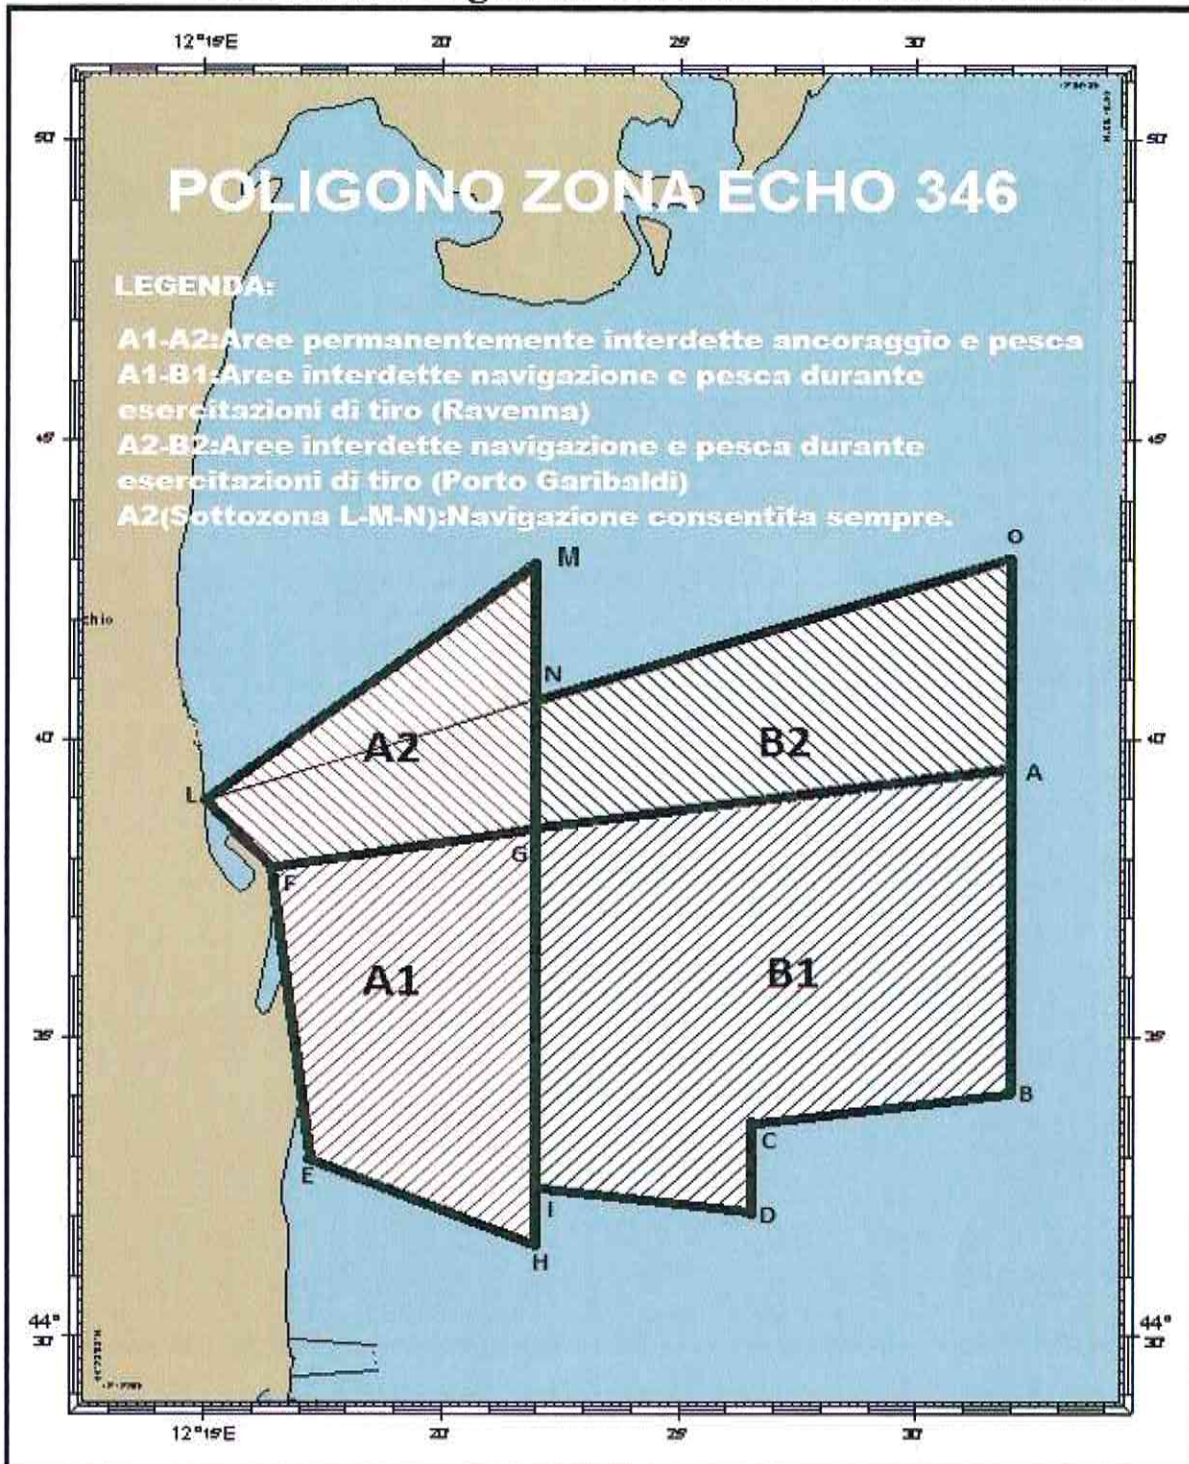 12°15'E 20' 25' 30'
50' 50'
POLIGONO ZONA ECHO 346
LEGENDA:
A1-A2:Aree permanentemente interdette ancoraggio e pesca
A1-B1:Aree interdette navigazione e pesca durante
esercitazioni di tiro (Ravenna)
45' 45'
A2-B2:Aree interdette navigazione e pesca durante
esercitazioni di tiro (Porto Garibaldi)
A2(Sottozona L-M-N):Navigazione consentita sempre.
O
M
chio
N
40' A2 B2 40'
A
L
G
F
A1 B1
35' 35'
B
C
E
I D
H
44° 44°
30' 30'
12°15'E 20' 25' 30'